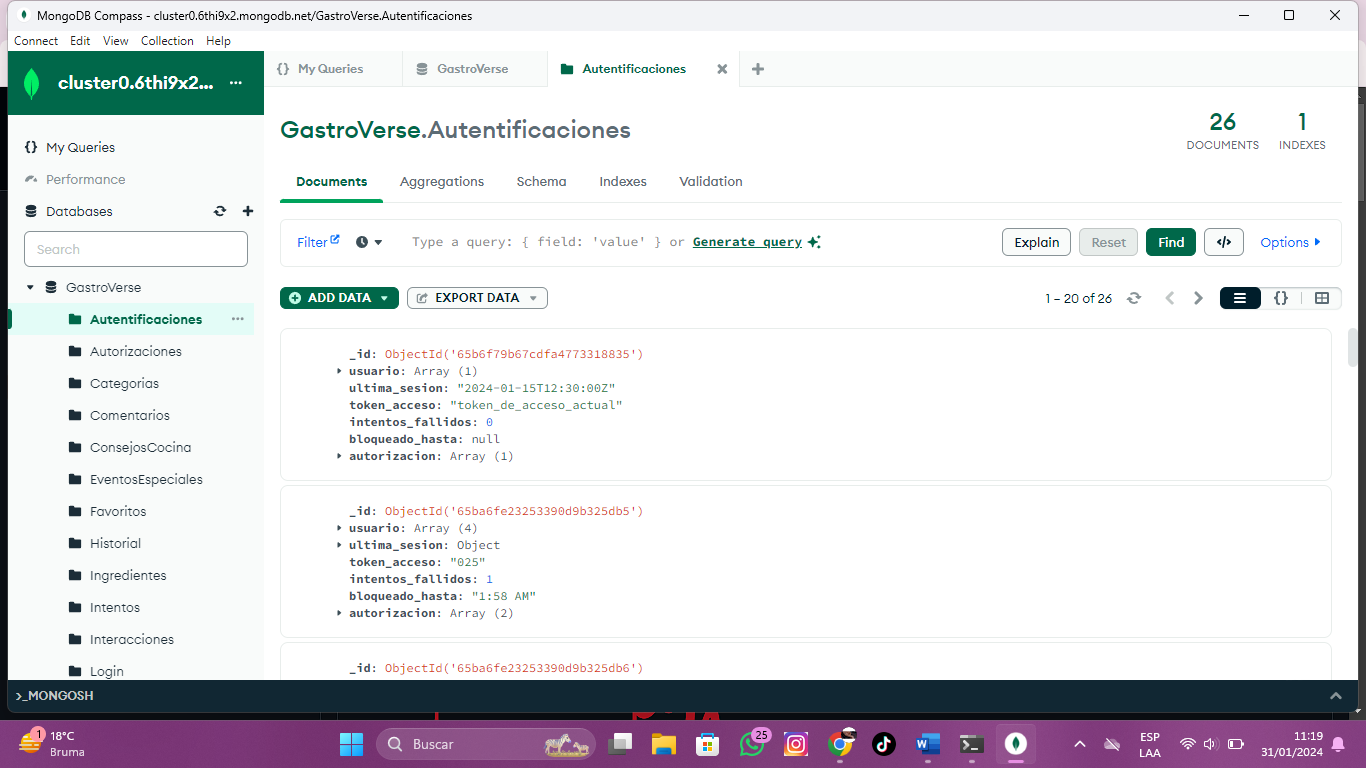 MongoDB Compass - cluster0.6thi9x2.mongodb.net/GastroVerse.Autentificaciones
Connect Edit View Collection Help
cluster0.6thi9x2...
My Queries
GastroVerse
Autentificaciones
My Queries
Performance
Databases
Search
GastroVerse
Autentificaciones
Autorizaciones
Categorias
Comentarios
ConsejosCocina
EventosEspeciales
Favoritos
Historial
Ingredientes
Intentos
Interacciones
Login
GastroVerse.Autentificaciones
26
DOCUMENTS
1
INDEXES
Documents Aggregations Schema Indexes Validation
Filter Type a query: { field: 'value' } or Generate query Explain Reset Find </> Options
ADD DATA EXPORT DATA 1 – 20 of 26 {}
_id: ObjectId('65b6f79b67cdfa4773318835')
usuario: Array (1)
ultima_sesion: "2024-01-15T12:30:00Z"
token_acceso: "token_de_acceso_actual"
intentos_fallidos: 0
bloqueado_hasta: null
autorizacion: Array (1)
_id: ObjectId('65ba6fe23253390d9b325db5')
usuario: Array (4)
ultima_sesion: Object
token_acceso: "025"
intentos_fallidos: 1
bloqueado_hasta: "1:58 AM"
autorizacion: Array (2)
_id: ObjectId('65ba6fe23253390d9b325db6')
>_MONGOSH
1
18°C
Bruma
Buscar
25
ESP
LAA
11:19
31/01/2024